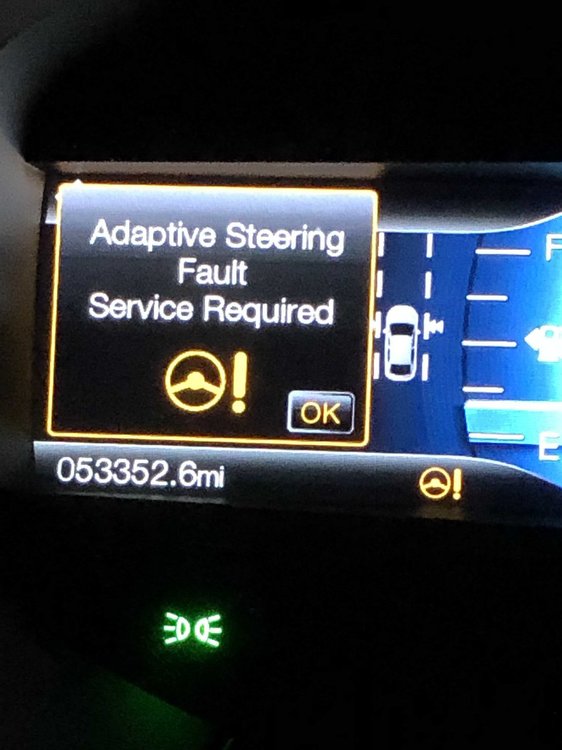 Adaptive Steering
Fault
Service Required
!
OK
053352.6mi
!
F
E